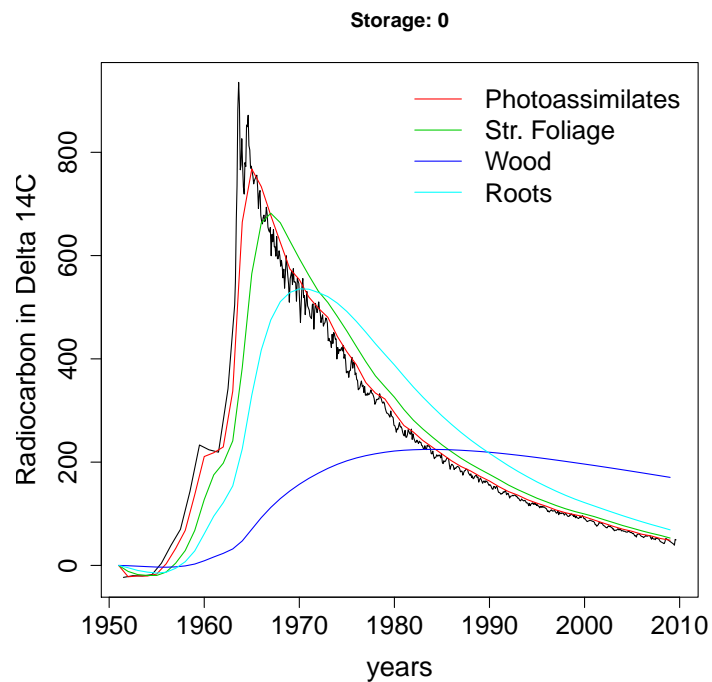 Storage: 0
Photoassimilates
Str. Foliage
Wood
Roots
Radiocarbon in Delta 14C
800
600
400
200
0
1950 1960 1970 1980 1990 2000 2010
years